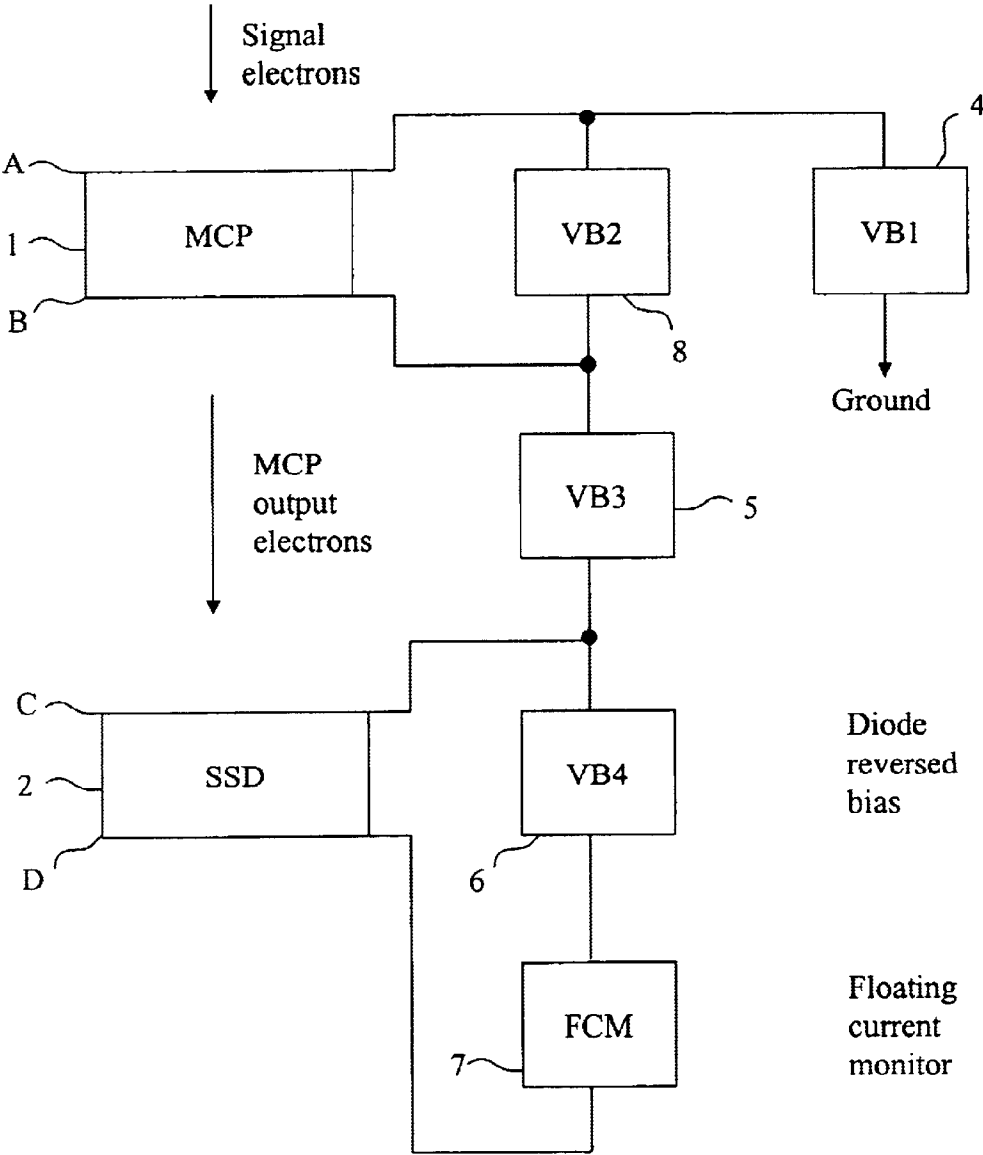 Signal
electrons
4
A
MCP
VB2
VB1
1
B
8
Ground
MCP
output
electrons
VB3
5
C
SSD
VB4
Diode
reversed
bias
2
D
6
FCM
Floating
current
monitor
7